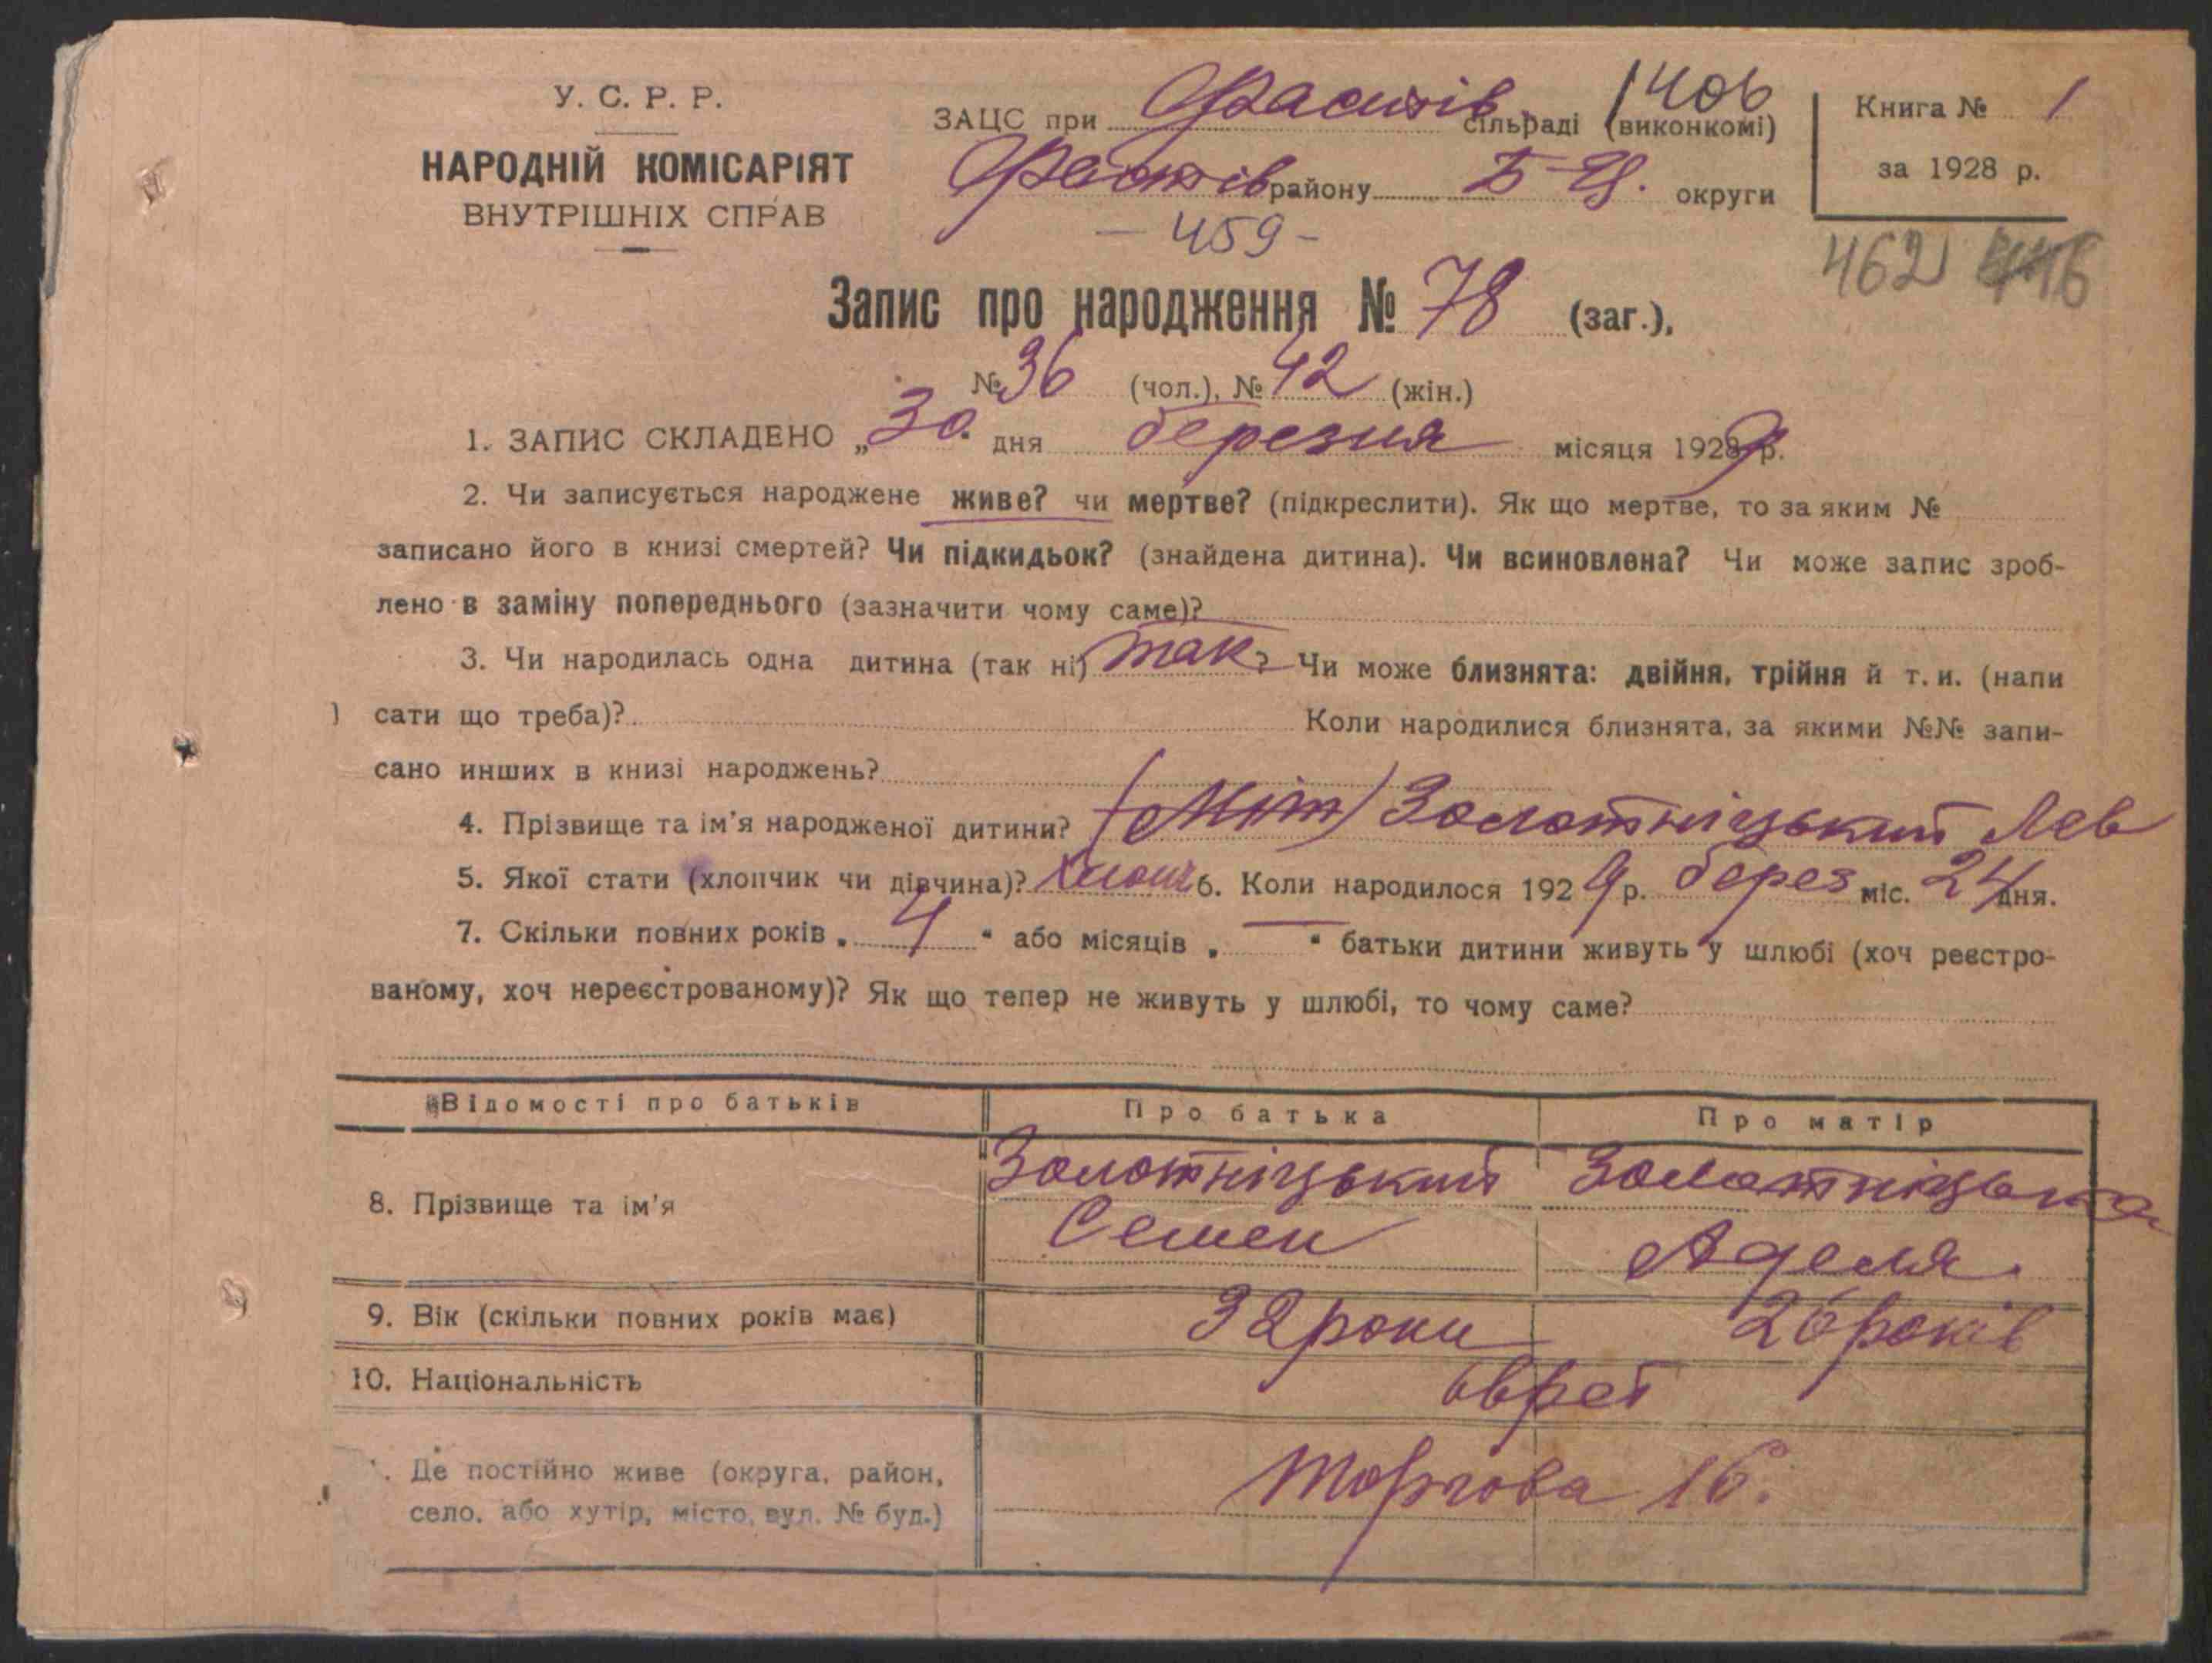 У. С. Р. Р.
НАРОДНІЙ КОМІСАРІЯТ
ВНУТРІШНІХ СПРАВ
ЗАЦС при Фастів сільраді (виконкомі)
1406
Фастів району Б-Ц. округи
Книга № 1
за 1928 р.
- 459 -
462 446
Запис про народження № 78 (заг.),
№ 36 (чол.), № 42 (жін.)
1. ЗАПИС СКЛАДЕНО „30. дня березня місяця 19289 р.
2. Чи записується народжене живе? чи мертве? (підкреслити). Як що мертве, то за яким №
записано його в книзі смертей? Чи підкидьок? (знайдена дитина). Чи всиновлена? Чи може запис зроб-
лено в заміну попереднього (зазначити чому саме)?
3. Чи народилась одна дитина (так ні) так? Чи може близнята: двійня, трійня й т. и. (напи
сати що треба)? Коли народилися близнята, за якими №№ запи-
сано инших в книзі народжень?
4. Прізвище та ім'я народженої дитини? Золотніцький Лев
5. Якої стати (хлопчик чи дівчина)? хлопч 6. Коли народилося 1929 р. берез міс. 24 дня.
7. Скільки повних років „ 4 “ або місяців „ — “ батьки дитини живуть у шлюбі (хоч реєстро-
ваному, хоч нереєстрованому)? Як що тепер не живуть у шлюбі, то чому саме?
Відомості про батьків Про батька Про матір
8. Прізвище та ім'я Золотніцький Золотніцька
Семен Аделя.
9. Вік (скільки повних років має) 32 роки 26 років
10. Національність єврей
Де постійно живе (округа, район,
село, або хутір, місто, вул. № буд.) Торгова 16.